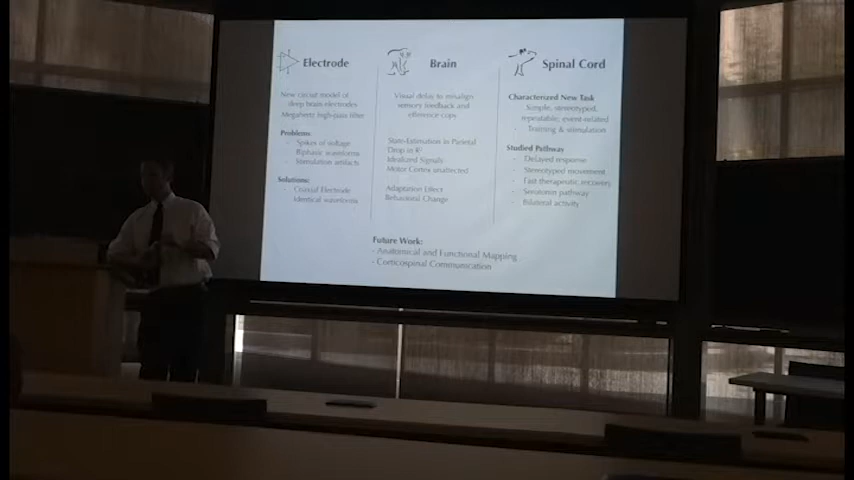 Electrode
New circuit model of
deep brain electrodes
Megahertz high-pass filter
Problems:
- Spikes of voltage
- Biphasic waveforms
- Stimulation artifacts
Solutions:
- Coaxial Electrode
- Identical waveforms
Brain
Visual delay to misalign
sensory feedback and
efference copy
State-Estimation in Parietal
Drop in R²
Idealized Signals
Motor Cortex unaffected
Adaptation Effect
Behavioral Change
Spinal Cord
Characterized New Task
Simple, stereotyped,
repeatable, event-related
- Training & stimulation
Studied Pathway
- Delayed response
- Stereotyped movement
- Fast therapeutic recovery
- Serotonin pathway
- Bilateral activity
Future Work:
- Anatomical and Functional Mapping
- Corticospinal Communication